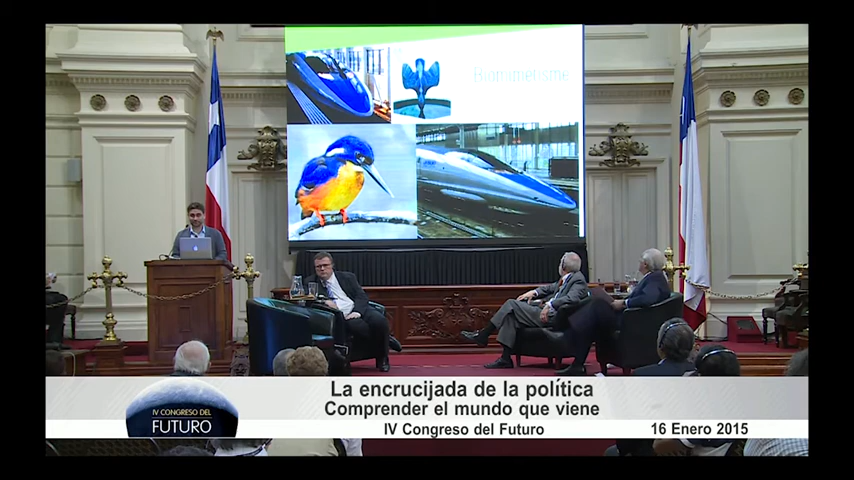 Biomimetisme
La encrucijada de la política
Comprender el mundo que viene
IV CONGRESO DEL
FUTURO
IV Congreso del Futuro
16 Enero 2015